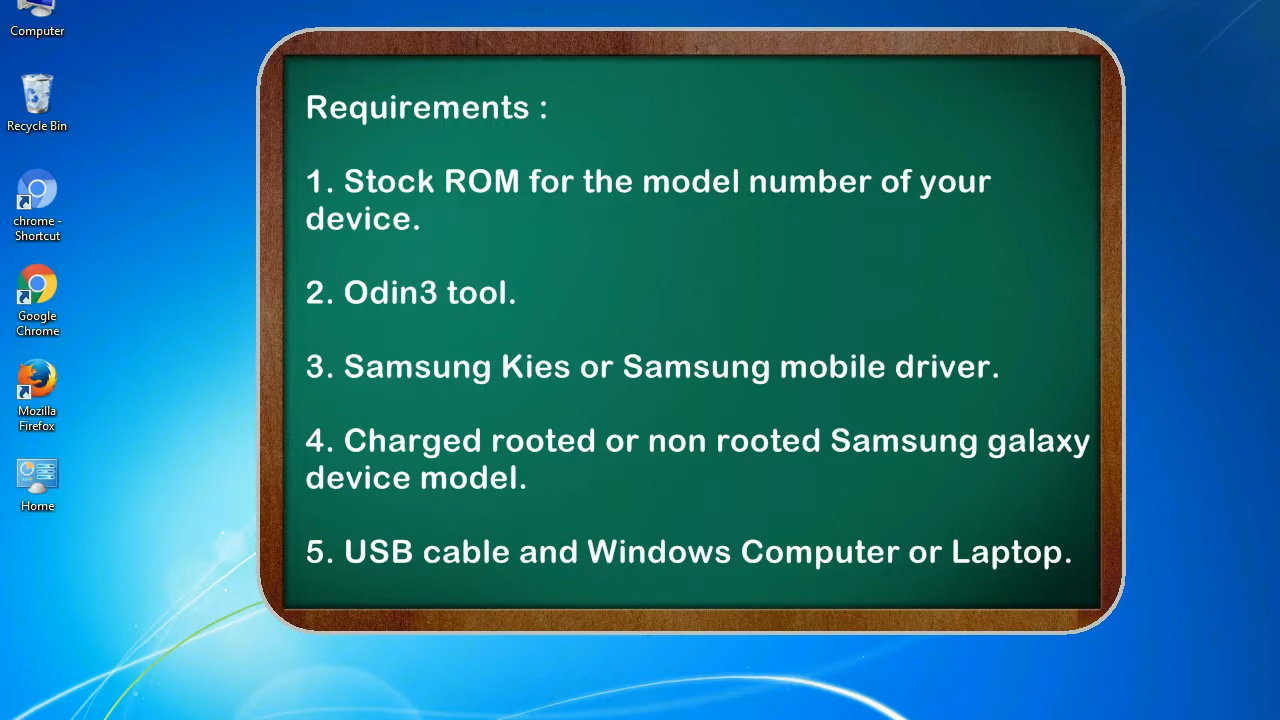 Computer
Recycle Bin
chrome -
Shortcut
Google
Chrome
Mozilla
Firefox
Home
Requirements :
1. Stock ROM for the model number of your
device.
2. Odin3 tool.
3. Samsung Kies or Samsung mobile driver.
4. Charged rooted or non rooted Samsung galaxy
device model.
5. USB cable and Windows Computer or Laptop.